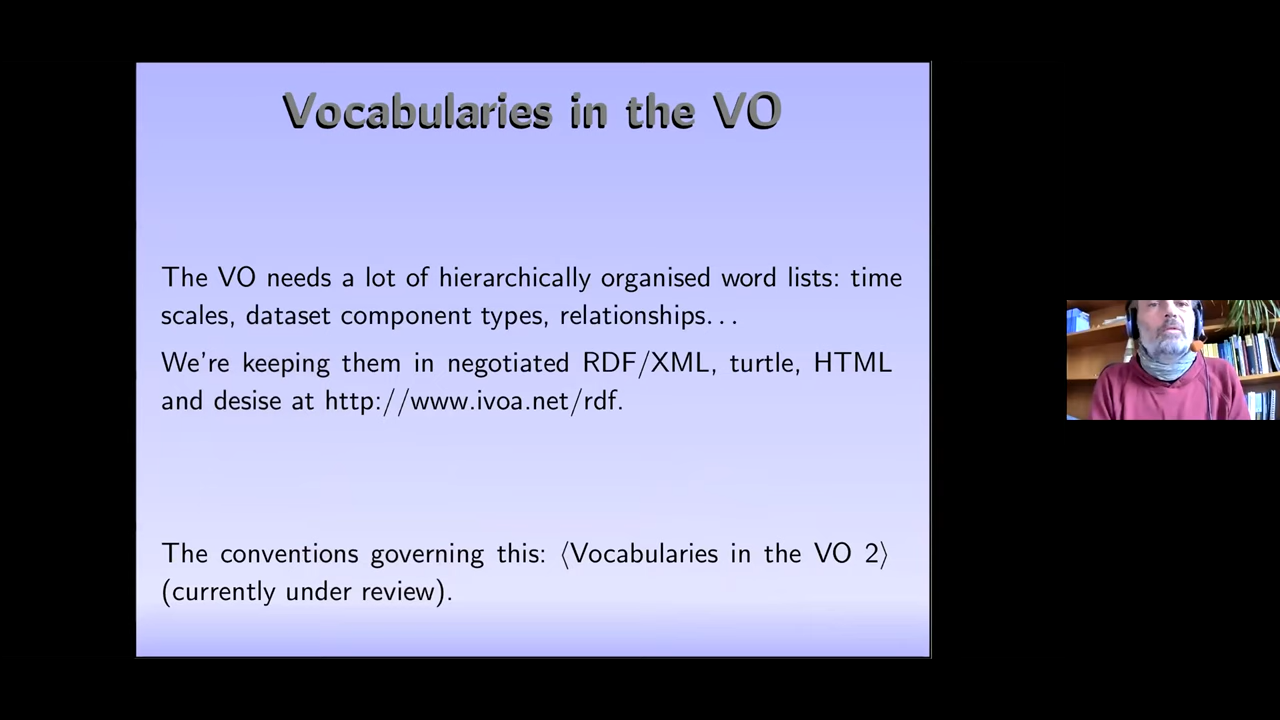 Vocabularies in the VO
The VO needs a lot of hierarchically organised word lists: time
scales, dataset component types, relationships...
We're keeping them in negotiated RDF/XML, turtle, HTML
and desise at http://www.ivoa.net/rdf.
The conventions governing this: ⟨Vocabularies in the VO 2⟩
(currently under review).